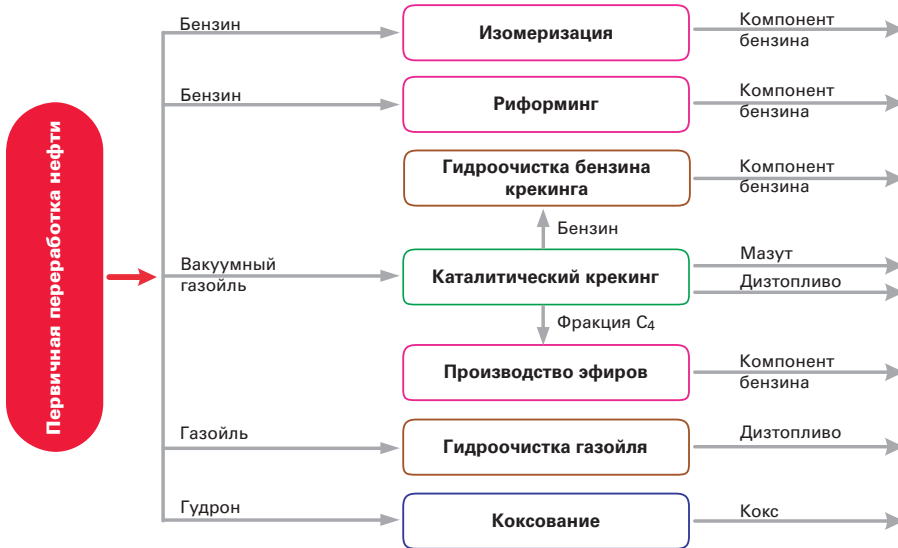 Первичная переработка нефти
Бензин
Изомеризация
Компонент
бензина
Бензин
Риформинг
Компонент
бензина
Гидроочистка бензина
крекинга
Компонент
бензина
Бензин
Вакуумный
газойль
Каталитический крекинг
Мазут
Дизтопливо
Фракция С4
Производство эфиров
Компонент
бензина
Газойль
Гидроочистка газойля
Дизтопливо
Гудрон
Коксование
Кокс